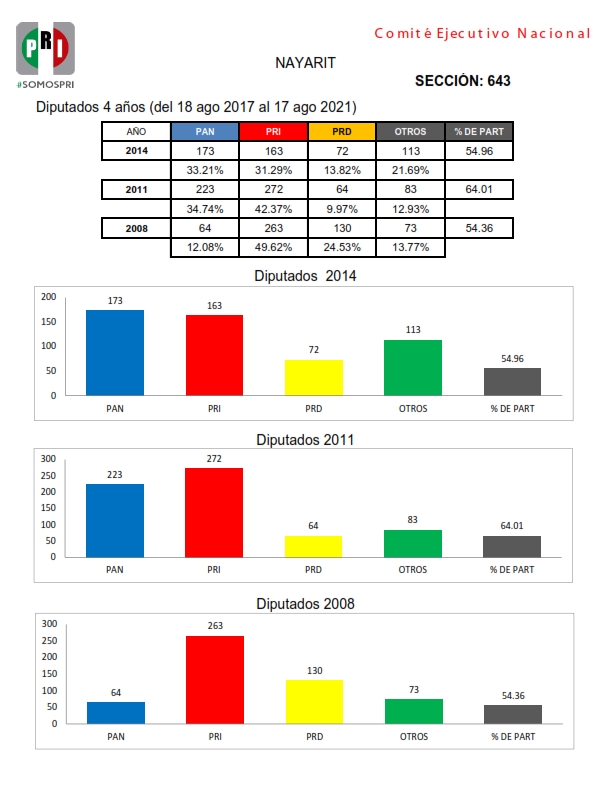 Comité Ejecutivo Nacional
PRI
#SOMOSPRI
NAYARIT
SECCIÓN: 643
Diputados 4 años (del 18 ago 2017 al 17 ago 2021)
AÑO PAN PRI PRD OTROS % DE PART
2014 173 163 72 113 54.96
33.21% 31.29% 13.82% 21.69%
2011 223 272 64 83 64.01
34.74% 42.37% 9.97% 12.93%
2008 64 263 130 73 54.36
12.08% 49.62% 24.53% 13.77%
Diputados 2014
200
150
100
50
0
173 163 72 113 54.96
PAN PRI PRD OTROS % DE PART
Diputados 2011
300
250
200
150
100
50
0
223 272 64 83 64.01
PAN PRI PRD OTROS % DE PART
Diputados 2008
300
250
200
150
100
50
0
64 263 130 73 54.36
PAN PRI PRD OTROS % DE PART